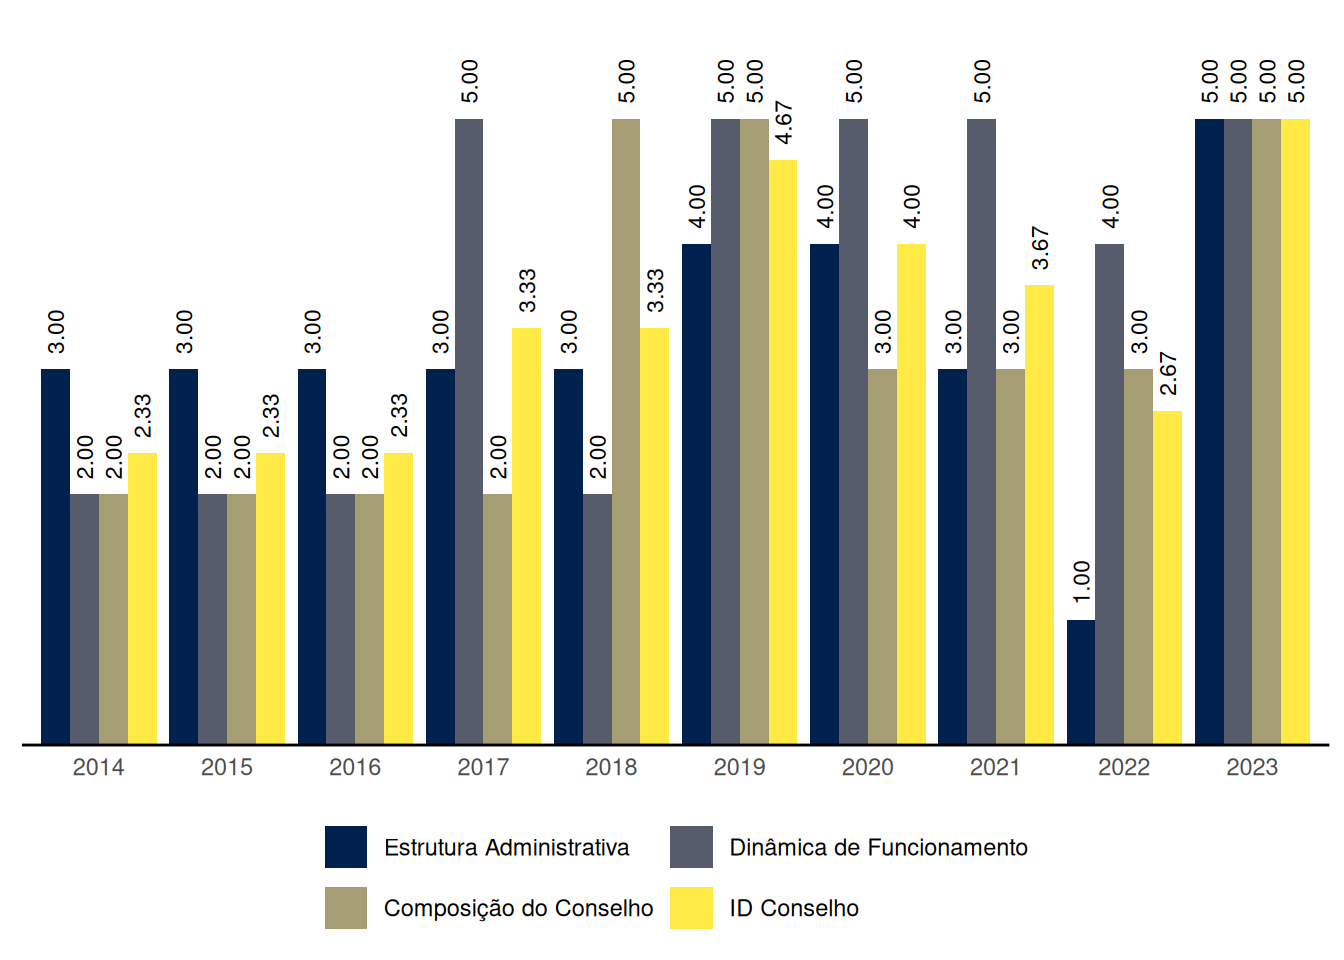 3.00 2.00 2.00 2.33
3.00 2.00 2.00 2.33
3.00 2.00 2.00 2.33
3.00 5.00 2.00 3.33
3.00 2.00 5.00 3.33
4.00 5.00 5.00 4.67
4.00 5.00 3.00 4.00
3.00 5.00 3.00 3.67
1.00 4.00 3.00 2.67
5.00 5.00 5.00 5.00
2014 2015 2016 2017 2018 2019 2020 2021 2022 2023
Estrutura Administrativa Dinâmica de Funcionamento
Composição do Conselho ID Conselho